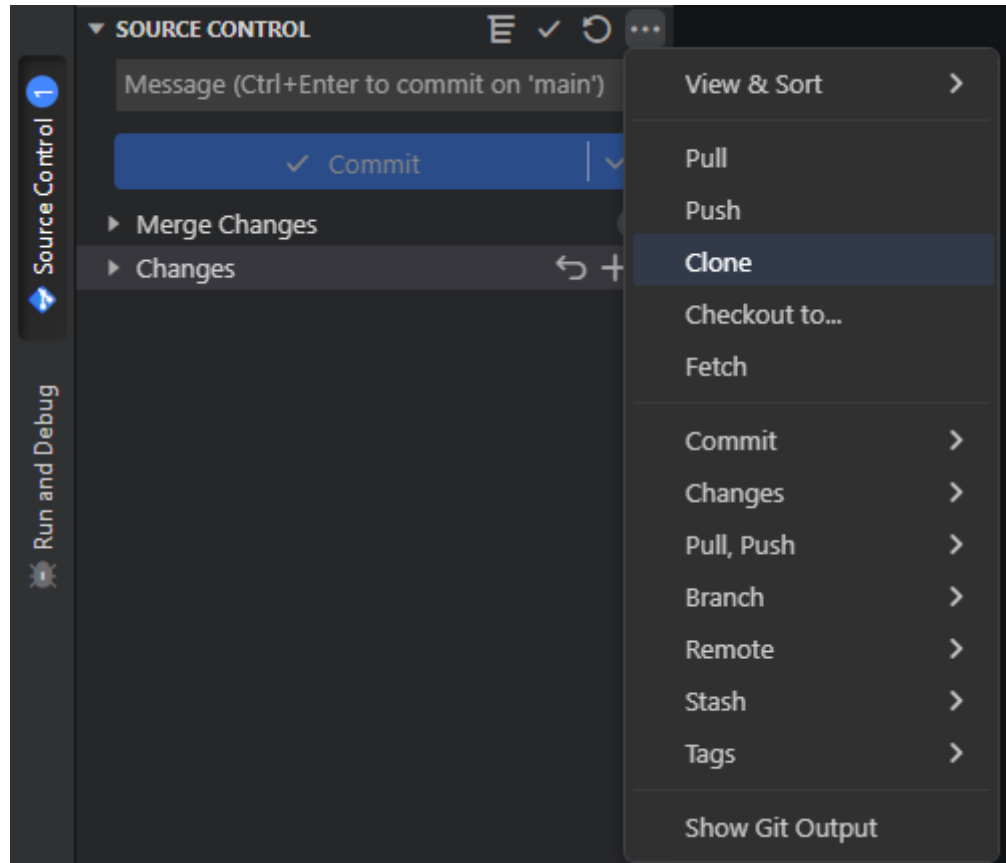 SOURCE CONTROL
Message (Ctrl+Enter to commit on 'main')
Commit
Merge Changes
Changes
Source Control 1
Run and Debug
View & Sort
Pull
Push
Clone
Checkout to...
Fetch
Commit
Changes
Pull, Push
Branch
Remote
Stash
Tags
Show Git Output